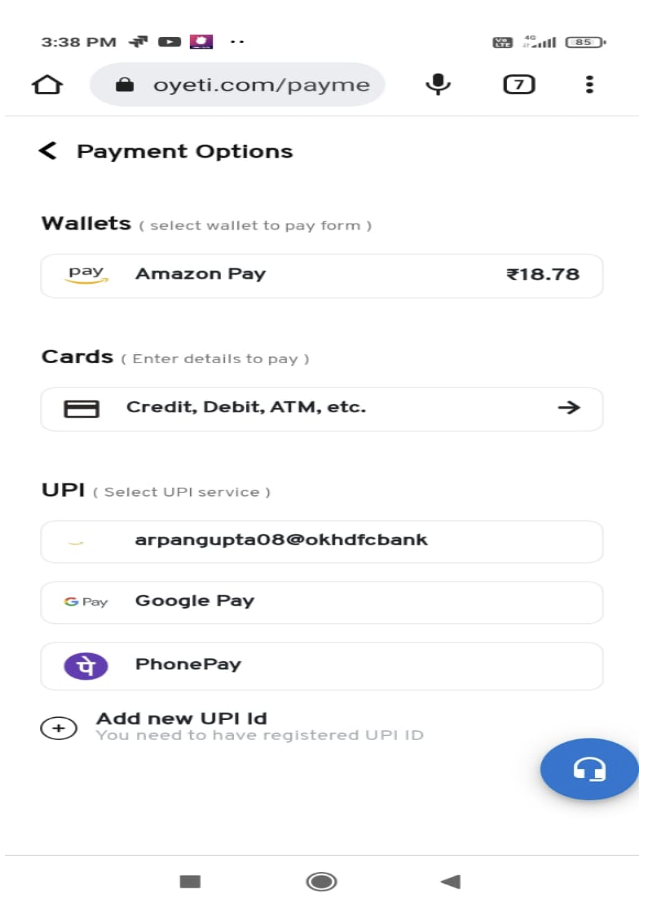 3:38 PM
4G
85
oyeti.com/payme
7
Payment Options
Wallets ( select wallet to pay form )
pay Amazon Pay ₹18.78
Cards ( Enter details to pay )
Credit, Debit, ATM, etc.
UPI ( Select UPI service )
arpangupta08@okhdfcbank
G Pay Google Pay
पे PhonePay
Add new UPI Id
You need to have registered UPI ID